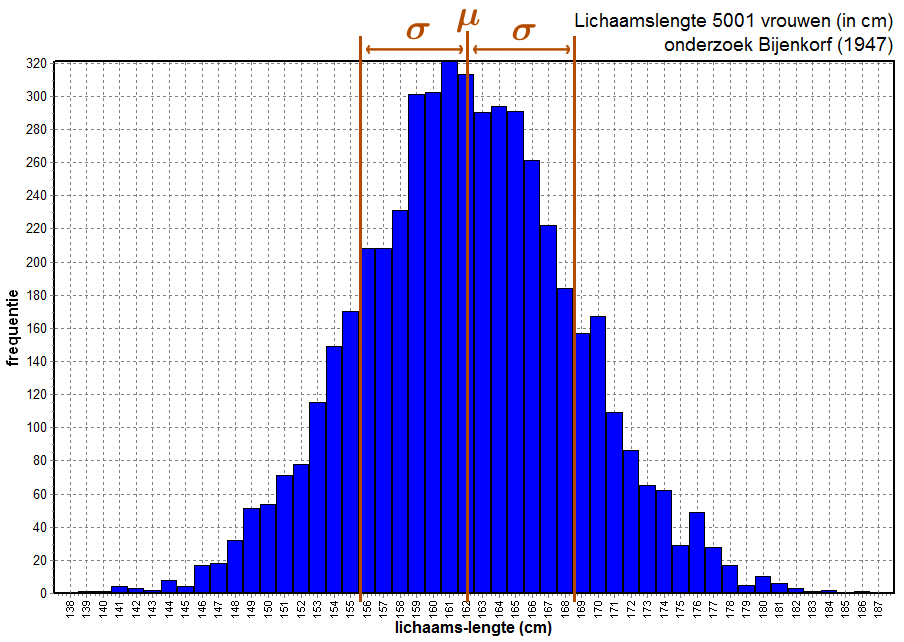 Lichaamslengte 5001 vrouwen (in cm)
onderzoek Bijenkorf (1947)
σ μ σ
320
300
280
260
240
220
200
180
160
140
120
100
80
60
40
20
0
frequentie
138 139 140 141 142 143 144 145 146 147 148 149 150 151 152 153 154 155 156 157 158 159 160 161 162 163 164 165 166 167 168 169 170 171 172 173 174 175 176 177 178 179 180 181 182 183 184 185 186 187
lichaams-lengte (cm)